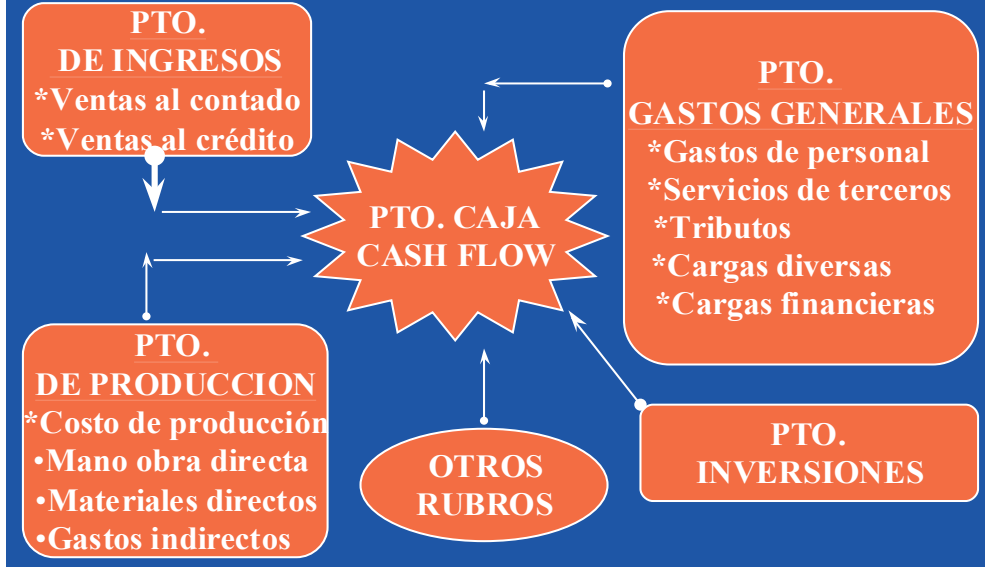 PTO.
DE INGRESOS
*Ventas al contado
*Ventas al crédito
PTO.
GASTOS GENERALES
*Gastos de personal
*Servicios de terceros
*Tributos
*Cargas diversas
*Cargas financieras
PTO. CAJA
CASH FLOW
PTO.
DE PRODUCCION
*Costo de producción
•Mano obra directa
•Materiales directos
•Gastos indirectos
OTROS
RUBROS
PTO.
INVERSIONES